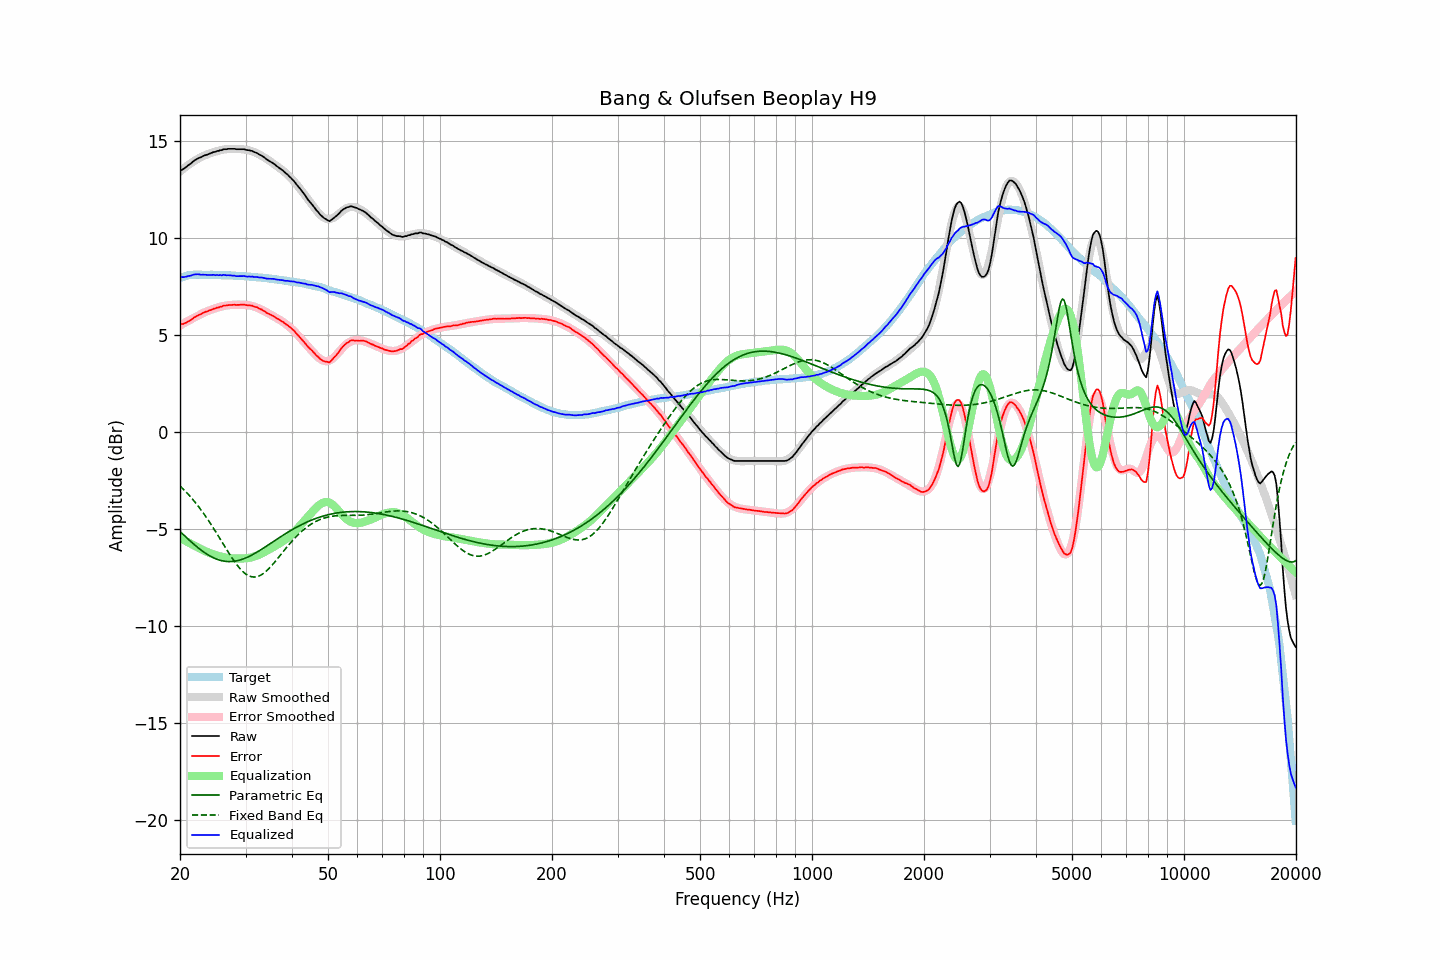 Bang & Olufsen Beoplay H9
Amplitude (dBr)
15
10
5
0
−5
−10
−15
−20
Target
Raw Smoothed
Error Smoothed
Raw
Error
Equalization
Parametric Eq
Fixed Band Eq
Equalized
20 50 100 200 500 1000 2000 5000 10000 20000
Frequency (Hz)